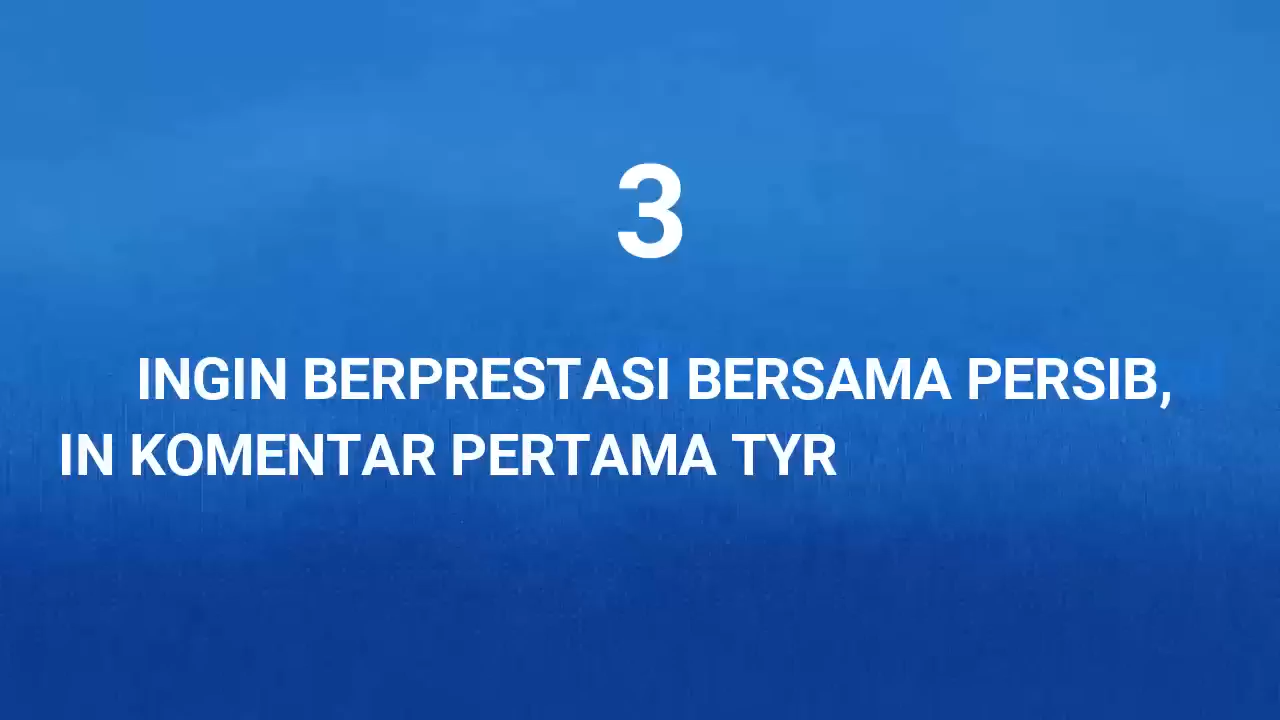 3
INGIN BERPRESTASI BERSAMA PERSIB,
IN KOMENTAR PERTAMA TYR